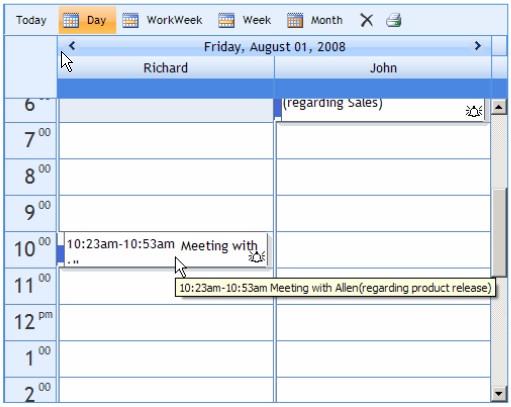 Today Day WorkWeek Week Month
Friday, August 01, 2008
Richard John
6
(regarding Sales)
7 00
8 00
9 00
10 00
10:23am-10:53am Meeting with
11 00
10:23am-10:53am Meeting with Allen(regarding product release)
12 pm
1 00
2 00